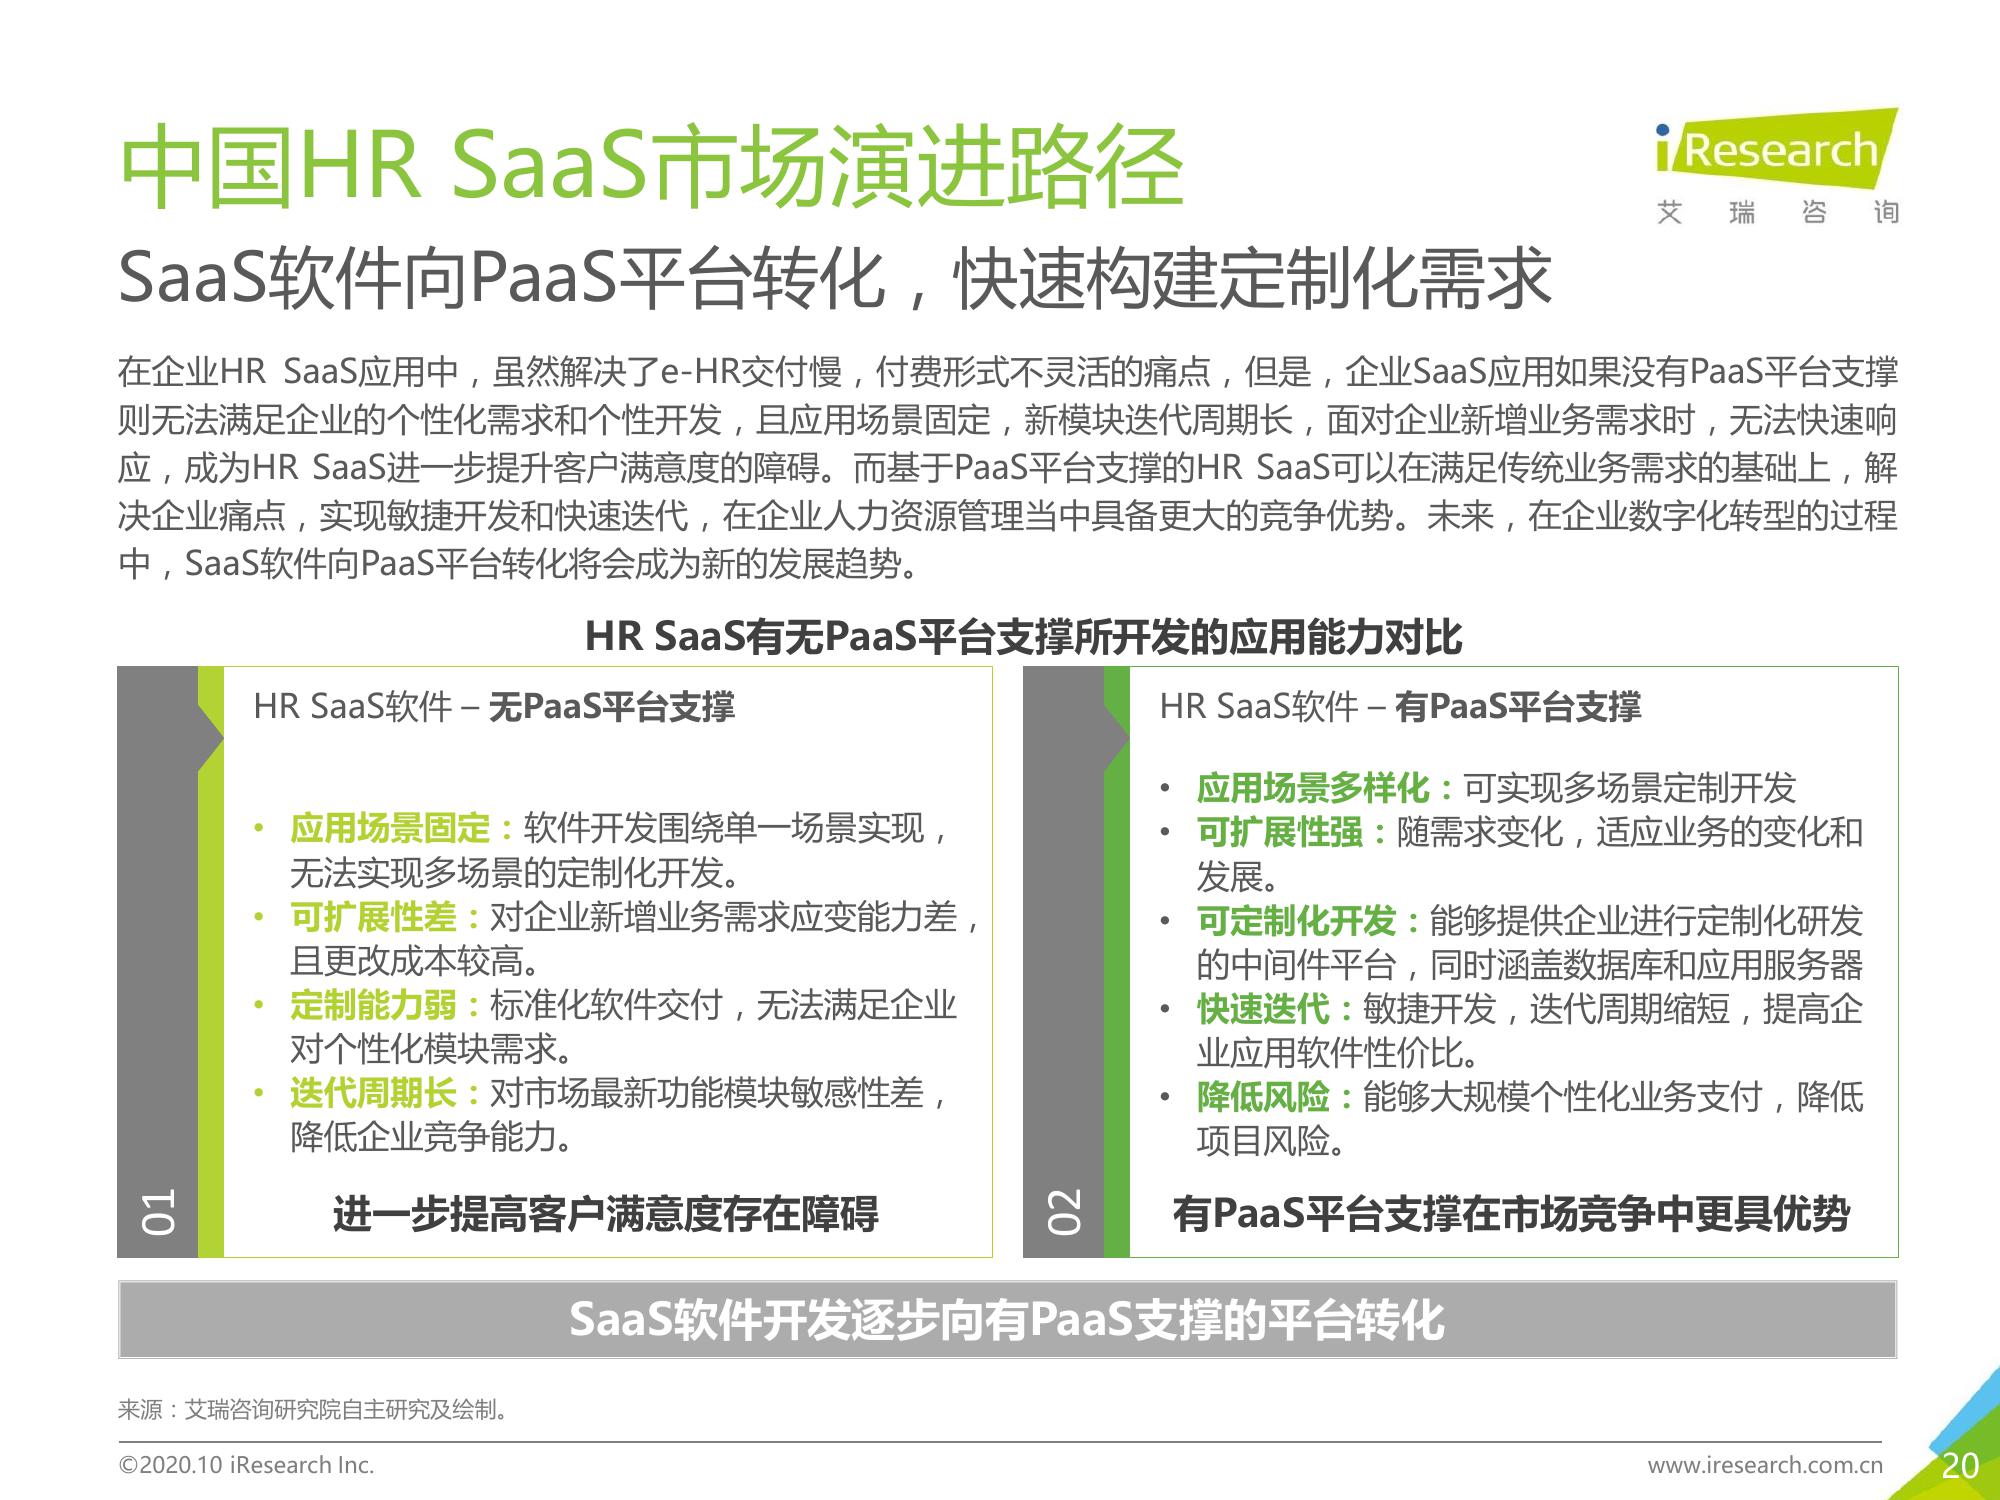 中国HR SaaS市场演进路径
iResearch
艾瑞咨询
SaaS软件向PaaS平台转化，快速构建定制化需求
在企业HR SaaS应用中，虽然解决了e-HR交付慢，付费形式不灵活的痛点，但是，企业SaaS应用如果没有PaaS平台支撑
则无法满足企业的个性化需求和个性开发，且应用场景固定，新模块迭代周期长，面对企业新增业务需求时，无法快速响
应，成为HR SaaS进一步提升客户满意度的障碍。而基于PaaS平台支撑的HR SaaS可以在满足传统业务需求的基础上，解
决企业痛点，实现敏捷开发和快速迭代，在企业人力资源管理当中具备更大的竞争优势。未来，在企业数字化转型的过程
中，SaaS软件向PaaS平台转化将会成为新的发展趋势。
HR SaaS有无PaaS平台支撑所开发的应用能力对比
01
HR SaaS软件 – 无PaaS平台支撑
• 应用场景固定：软件开发围绕单一场景实现，
无法实现多场景的定制化开发。
• 可扩展性差：对企业新增业务需求应变能力差，
且更改成本较高。
• 定制能力弱：标准化软件交付，无法满足企业
对个性化模块需求。
• 迭代周期长：对市场最新功能模块敏感性差，
降低企业竞争能力。
进一步提高客户满意度存在障碍
02
HR SaaS软件 – 有PaaS平台支撑
• 应用场景多样化：可实现多场景定制开发
• 可扩展性强：随需求变化，适应业务的变化和
发展。
• 可定制化开发：能够提供企业进行定制化研发
的中间件平台，同时涵盖数据库和应用服务器
• 快速迭代：敏捷开发，迭代周期缩短，提高企
业应用软件性价比。
• 降低风险：能够大规模个性化业务支付，降低
项目风险。
有PaaS平台支撑在市场竞争中更具优势
SaaS软件开发逐步向有PaaS支撑的平台转化
来源：艾瑞咨询研究院自主研究及绘制。
©2020.10 iResearch Inc.
www.iresearch.com.cn
20